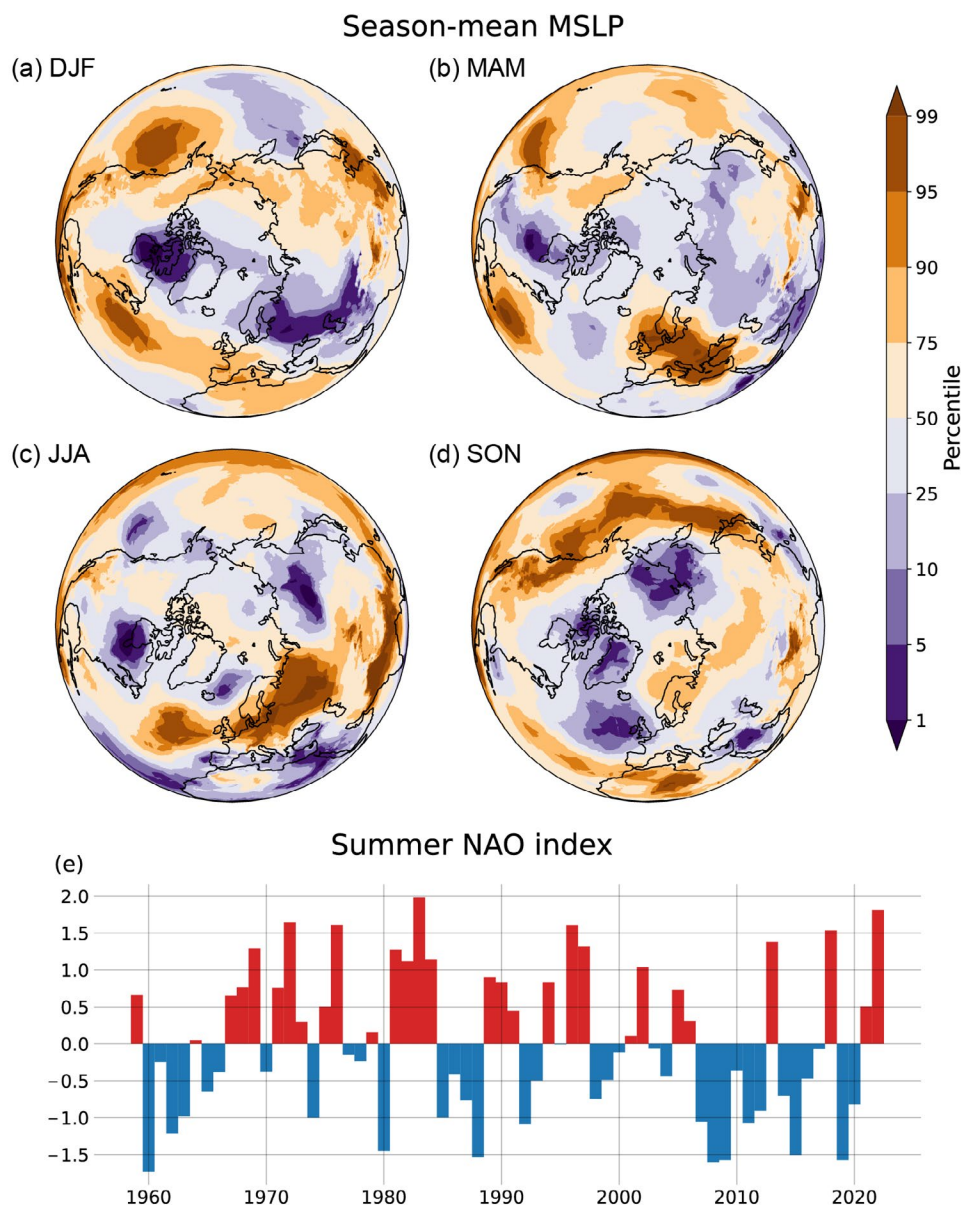 Season-mean MSLP
(a) DJF
(b) MAM
(c) JJA
(d) SON
99
95
90
75
50
25
10
5
1
Percentile
Summer NAO index
(e)
2.0
1.5
1.0
0.5
0.0
−0.5
−1.0
−1.5
1960 1970 1980 1990 2000 2010 2020